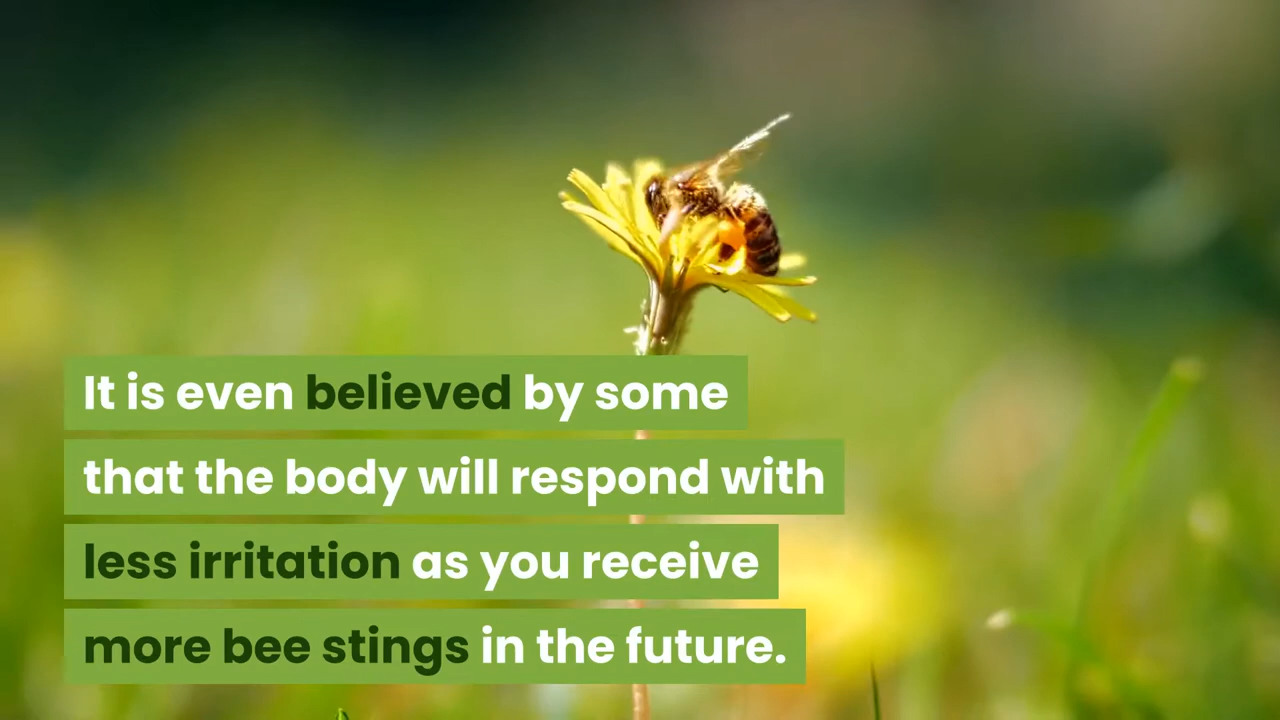 It is even believed by some
that the body will respond with
less irritation as you receive
more bee stings in the future.